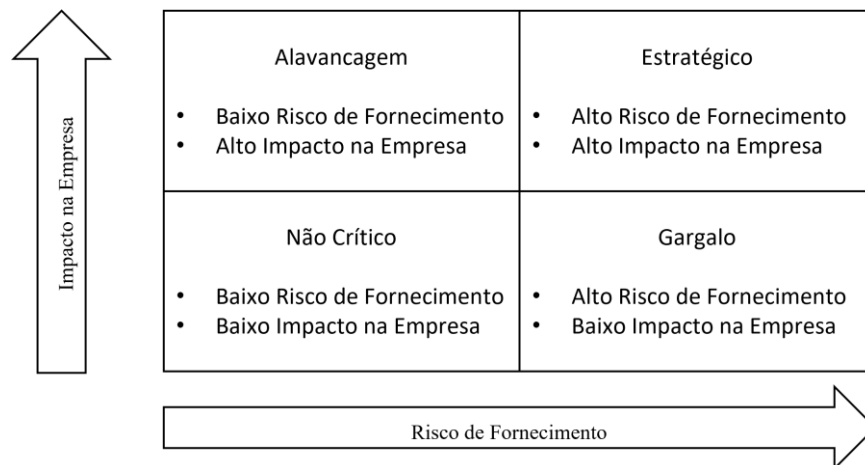 Impacto na Empresa
Alavancagem
• Baixo Risco de Fornecimento
• Alto Impacto na Empresa
Estratégico
• Alto Risco de Fornecimento
• Alto Impacto na Empresa
Não Crítico
• Baixo Risco de Fornecimento
• Baixo Impacto na Empresa
Gargalo
• Alto Risco de Fornecimento
• Baixo Impacto na Empresa
Risco de Fornecimento